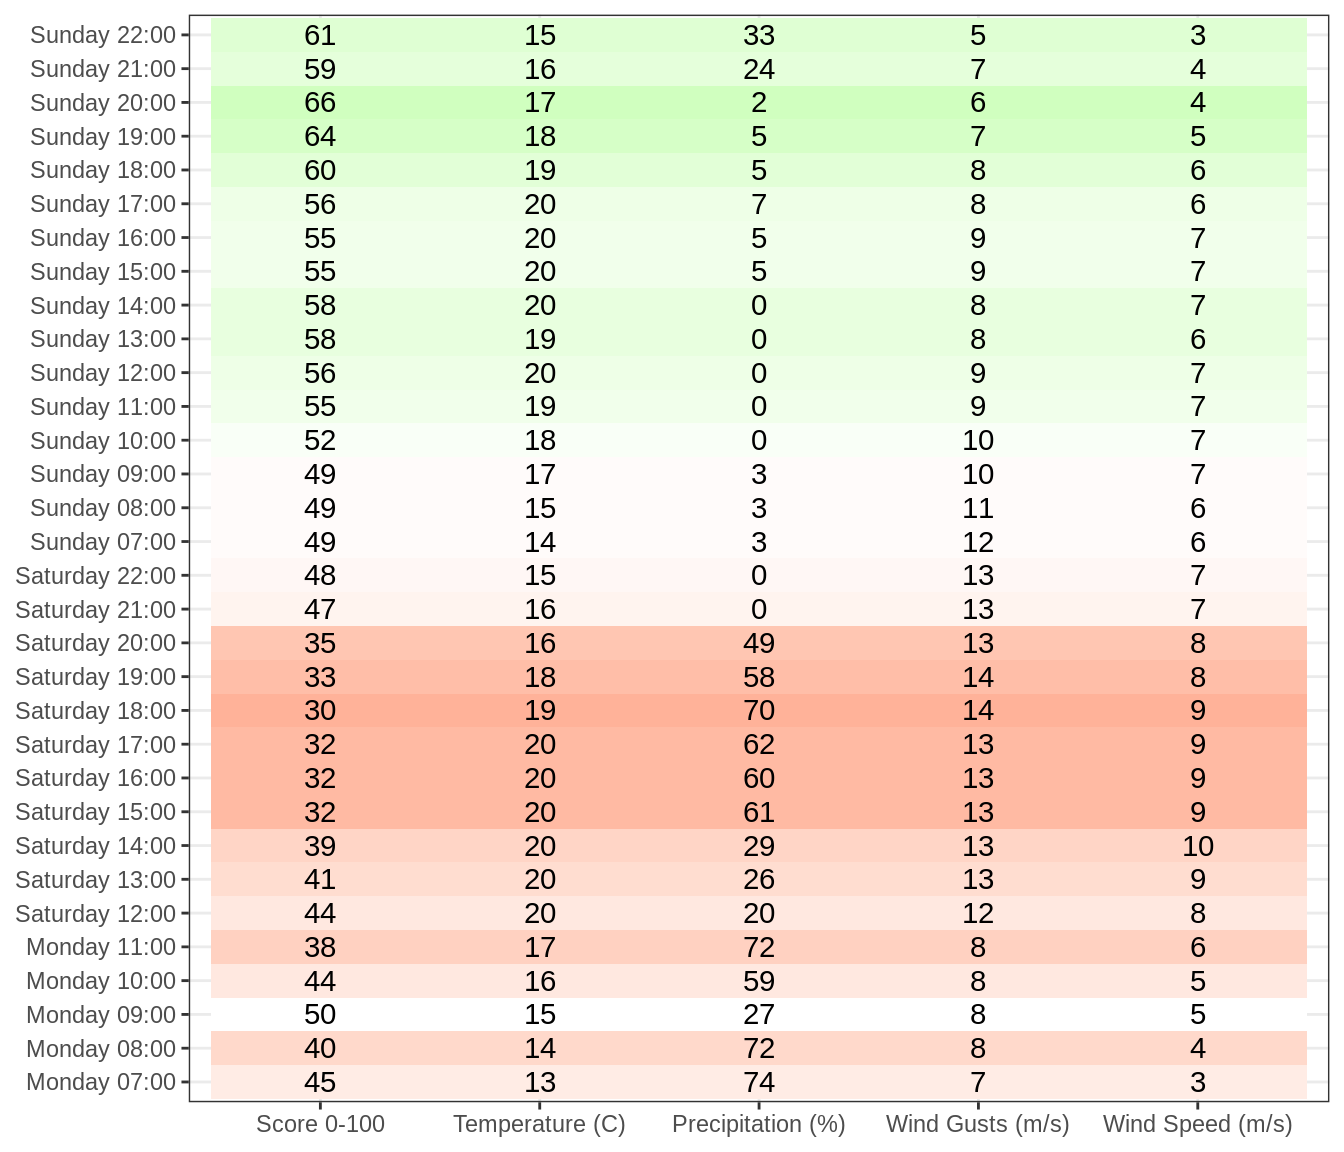 Sunday 22:00 61 15 33 5 3
Sunday 21:00 59 16 24 7 4
Sunday 20:00 66 17 2 6 4
Sunday 19:00 64 18 5 7 5
Sunday 18:00 60 19 5 8 6
Sunday 17:00 56 20 7 8 6
Sunday 16:00 55 20 5 9 7
Sunday 15:00 55 20 5 9 7
Sunday 14:00 58 20 0 8 7
Sunday 13:00 58 19 0 8 6
Sunday 12:00 56 20 0 9 7
Sunday 11:00 55 19 0 9 7
Sunday 10:00 52 18 0 10 7
Sunday 09:00 49 17 3 10 7
Sunday 08:00 49 15 3 11 6
Sunday 07:00 49 14 3 12 6
Saturday 22:00 48 15 0 13 7
Saturday 21:00 47 16 0 13 7
Saturday 20:00 35 16 49 13 8
Saturday 19:00 33 18 58 14 8
Saturday 18:00 30 19 70 14 9
Saturday 17:00 32 20 62 13 9
Saturday 16:00 32 20 60 13 9
Saturday 15:00 32 20 61 13 9
Saturday 14:00 39 20 29 13 10
Saturday 13:00 41 20 26 13 9
Saturday 12:00 44 20 20 12 8
Monday 11:00 38 17 72 8 6
Monday 10:00 44 16 59 8 5
Monday 09:00 50 15 27 8 5
Monday 08:00 40 14 72 8 4
Monday 07:00 45 13 74 7 3
Score 0-100 Temperature (C) Precipitation (%) Wind Gusts (m/s) Wind Speed (m/s)